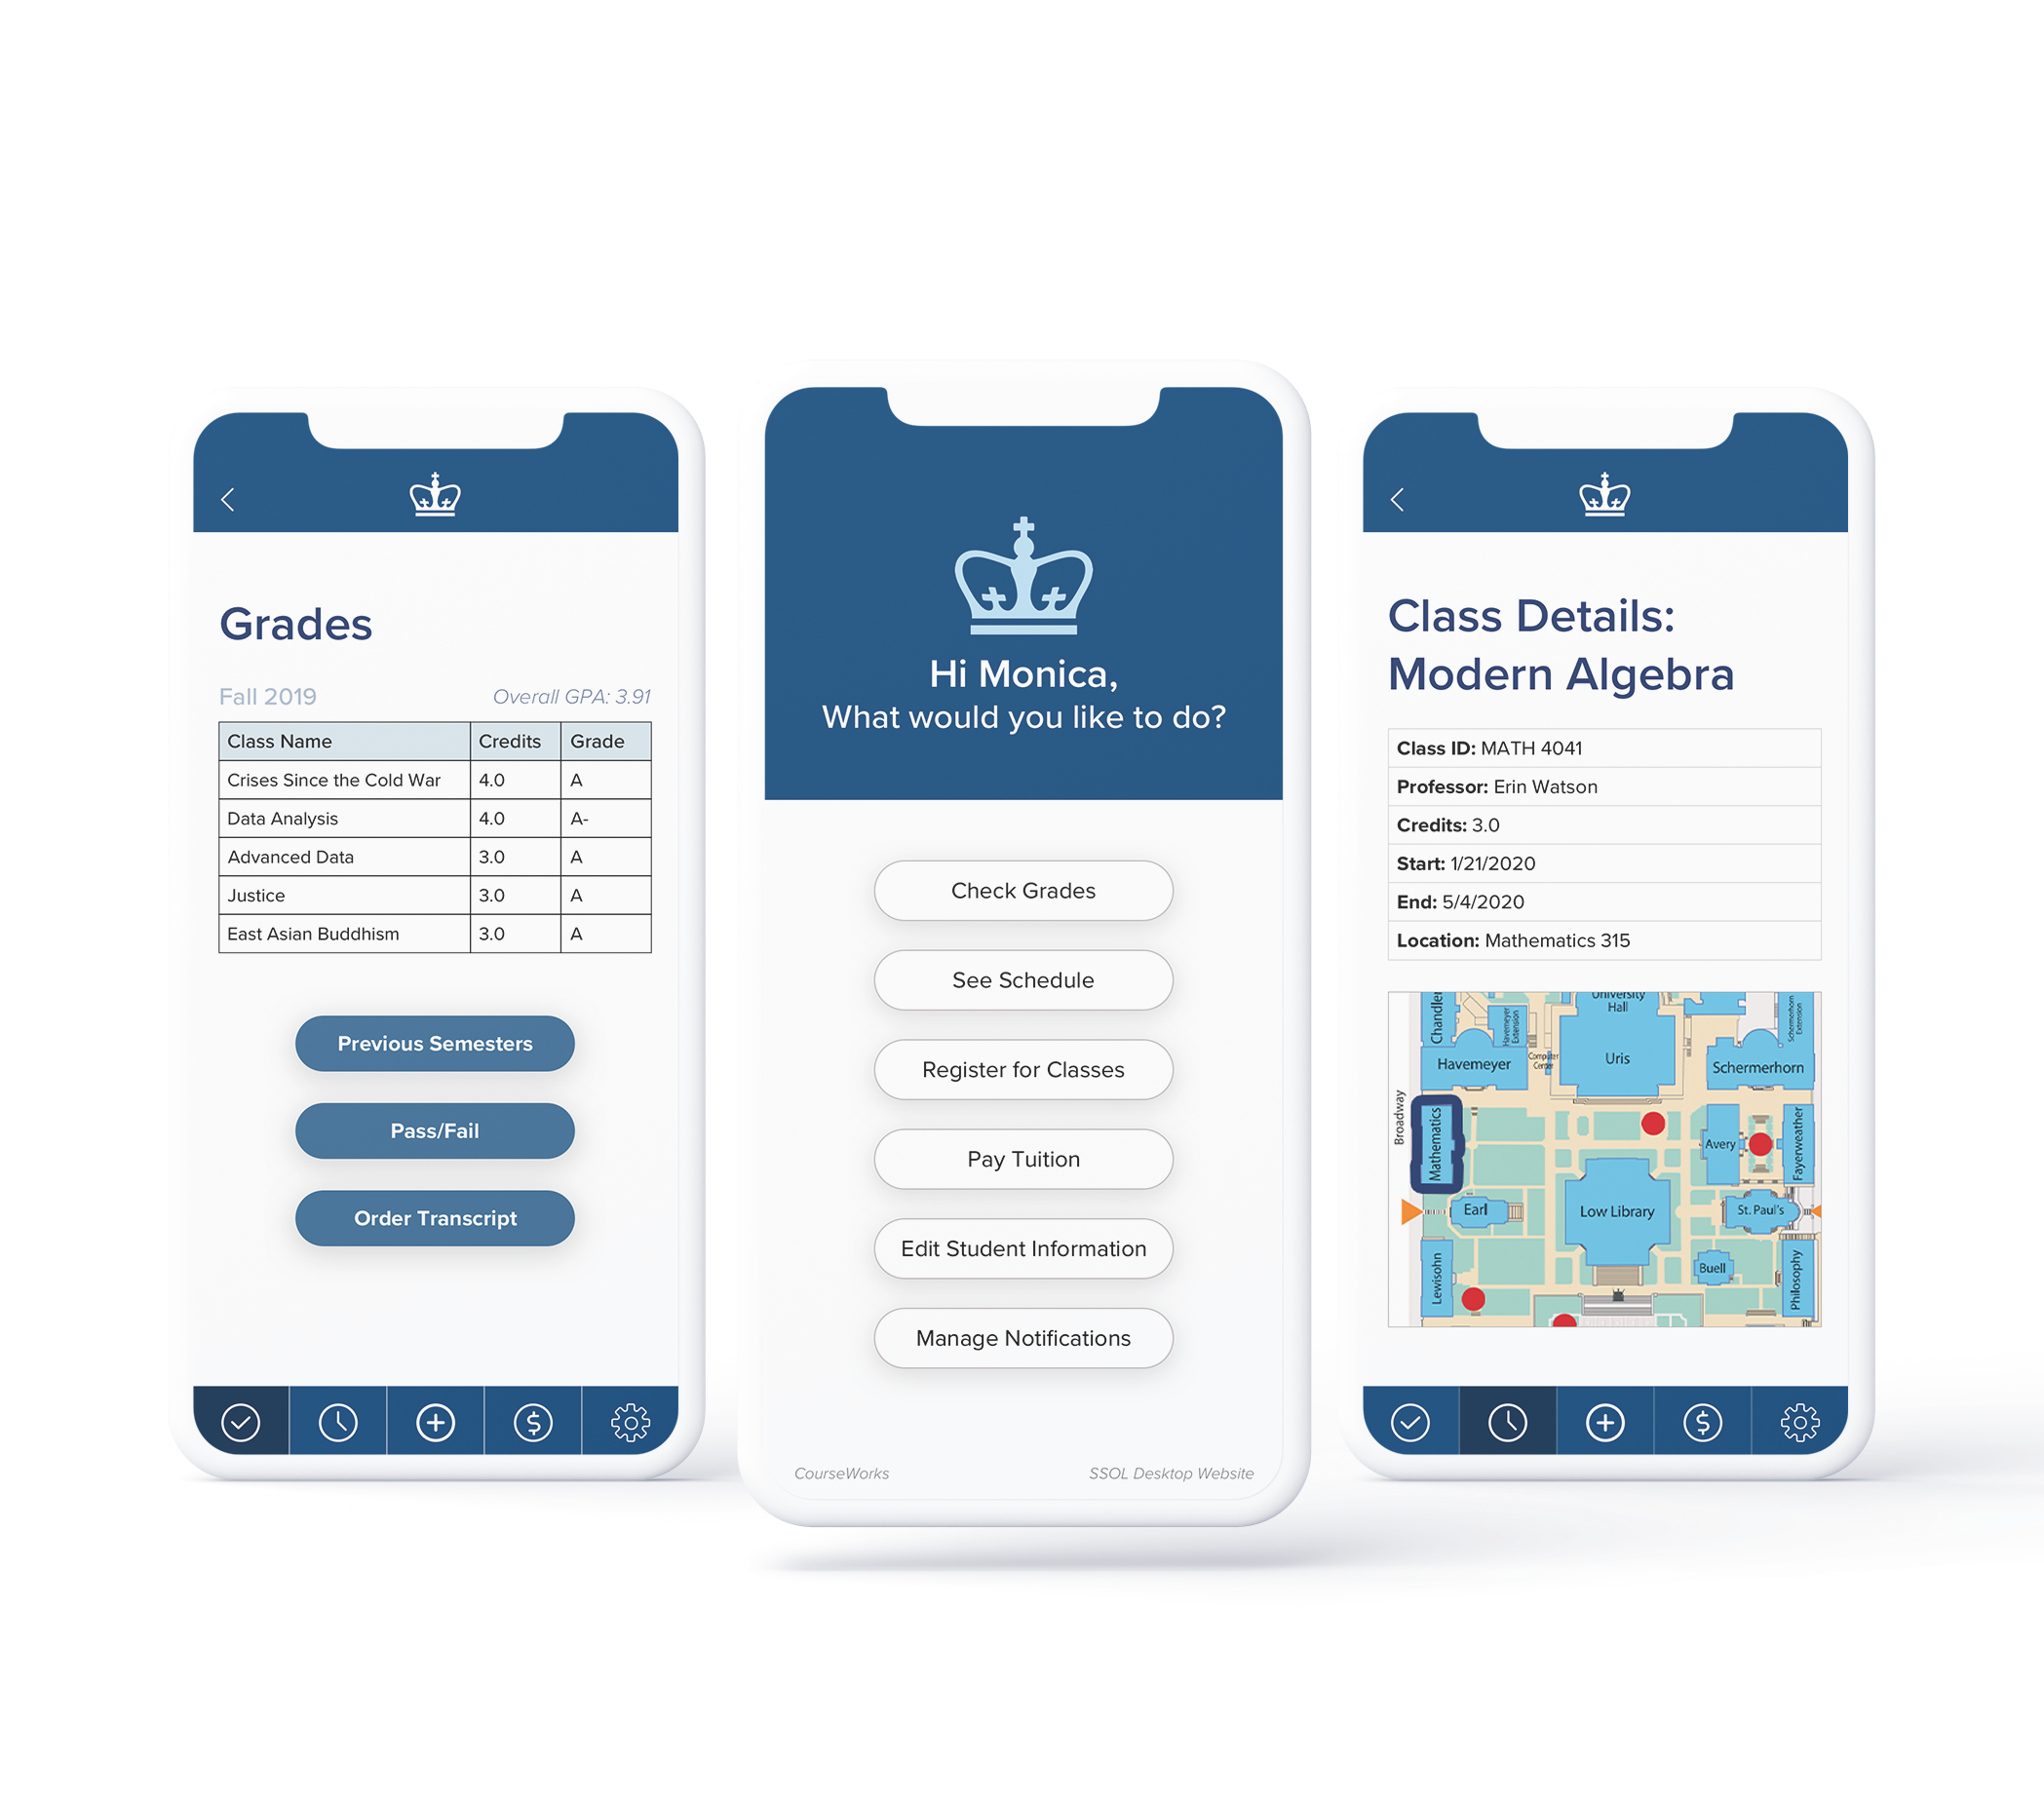 Grades
Fall 2019 Overall GPA: 3.91
Class Name Credits Grade
Crises Since the Cold War 4.0 A
Data Analysis 4.0 A-
Advanced Data 3.0 A
Justice 3.0 A
East Asian Buddhism 3.0 A
Previous Semesters
Pass/Fail
Order Transcript
Hi Monica,
What would you like to do?
Check Grades
See Schedule
Register for Classes
Pay Tuition
Edit Student Information
Manage Notifications
CourseWorks SSOL Desktop Website
Class Details:
Modern Algebra
Class ID: MATH 4041
Professor: Erin Watson
Credits: 3.0
Start: 1/21/2020
End: 5/4/2020
Location: Mathematics 315
Chandler
Havemeyer
Extension
University
Hall
Schermerhorn
Extension
Havemeyer
Computer
Center
Uris
Schermerhorn
Broadway
Mathematics
Avery
Fayerweather
Earl
Low Library
St. Paul's
Lewisohn
Buell
Philosophy